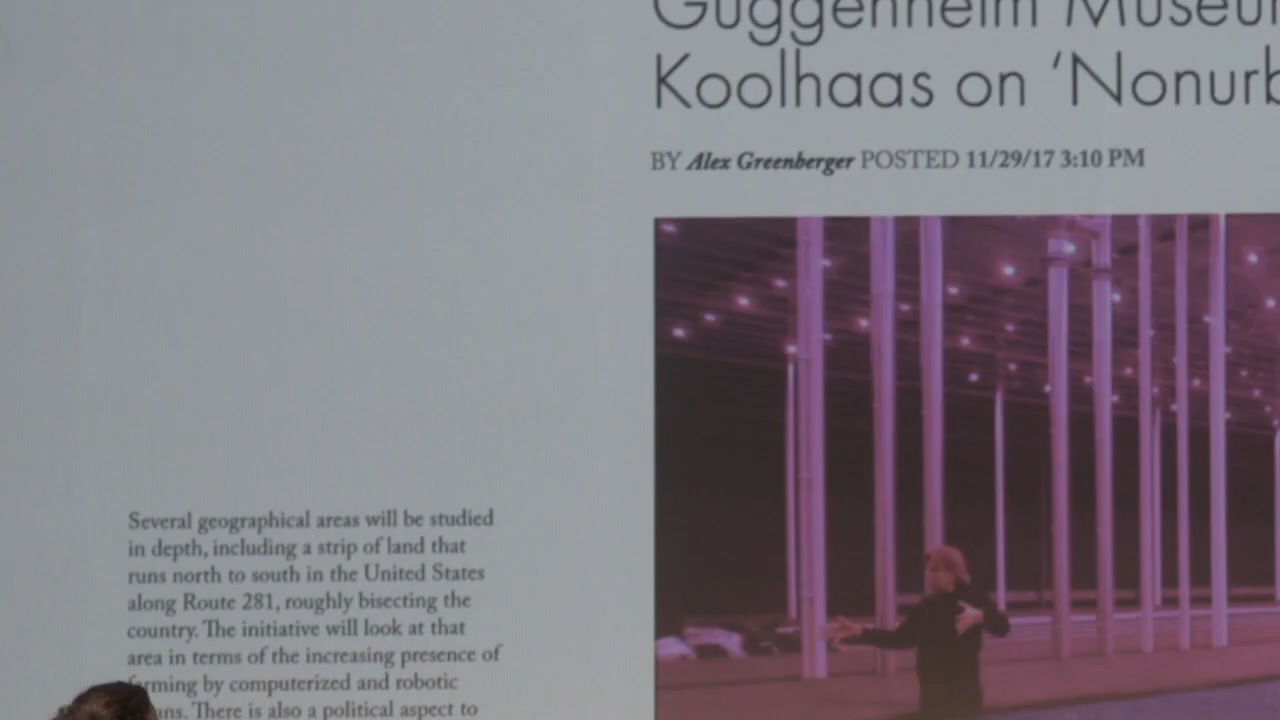 Guggenheim Museum
Koolhaas on ‘Nonurb
BY Alex Greenberger POSTED 11/29/17 3:10 PM
Several geographical areas will be studied
in depth, including a strip of land that
runs north to south in the United States
along Route 281, roughly bisecting the
country. The initiative will look at that
area in terms of the increasing presence of
farming by computerized and robotic
ans. There is also a political aspect to